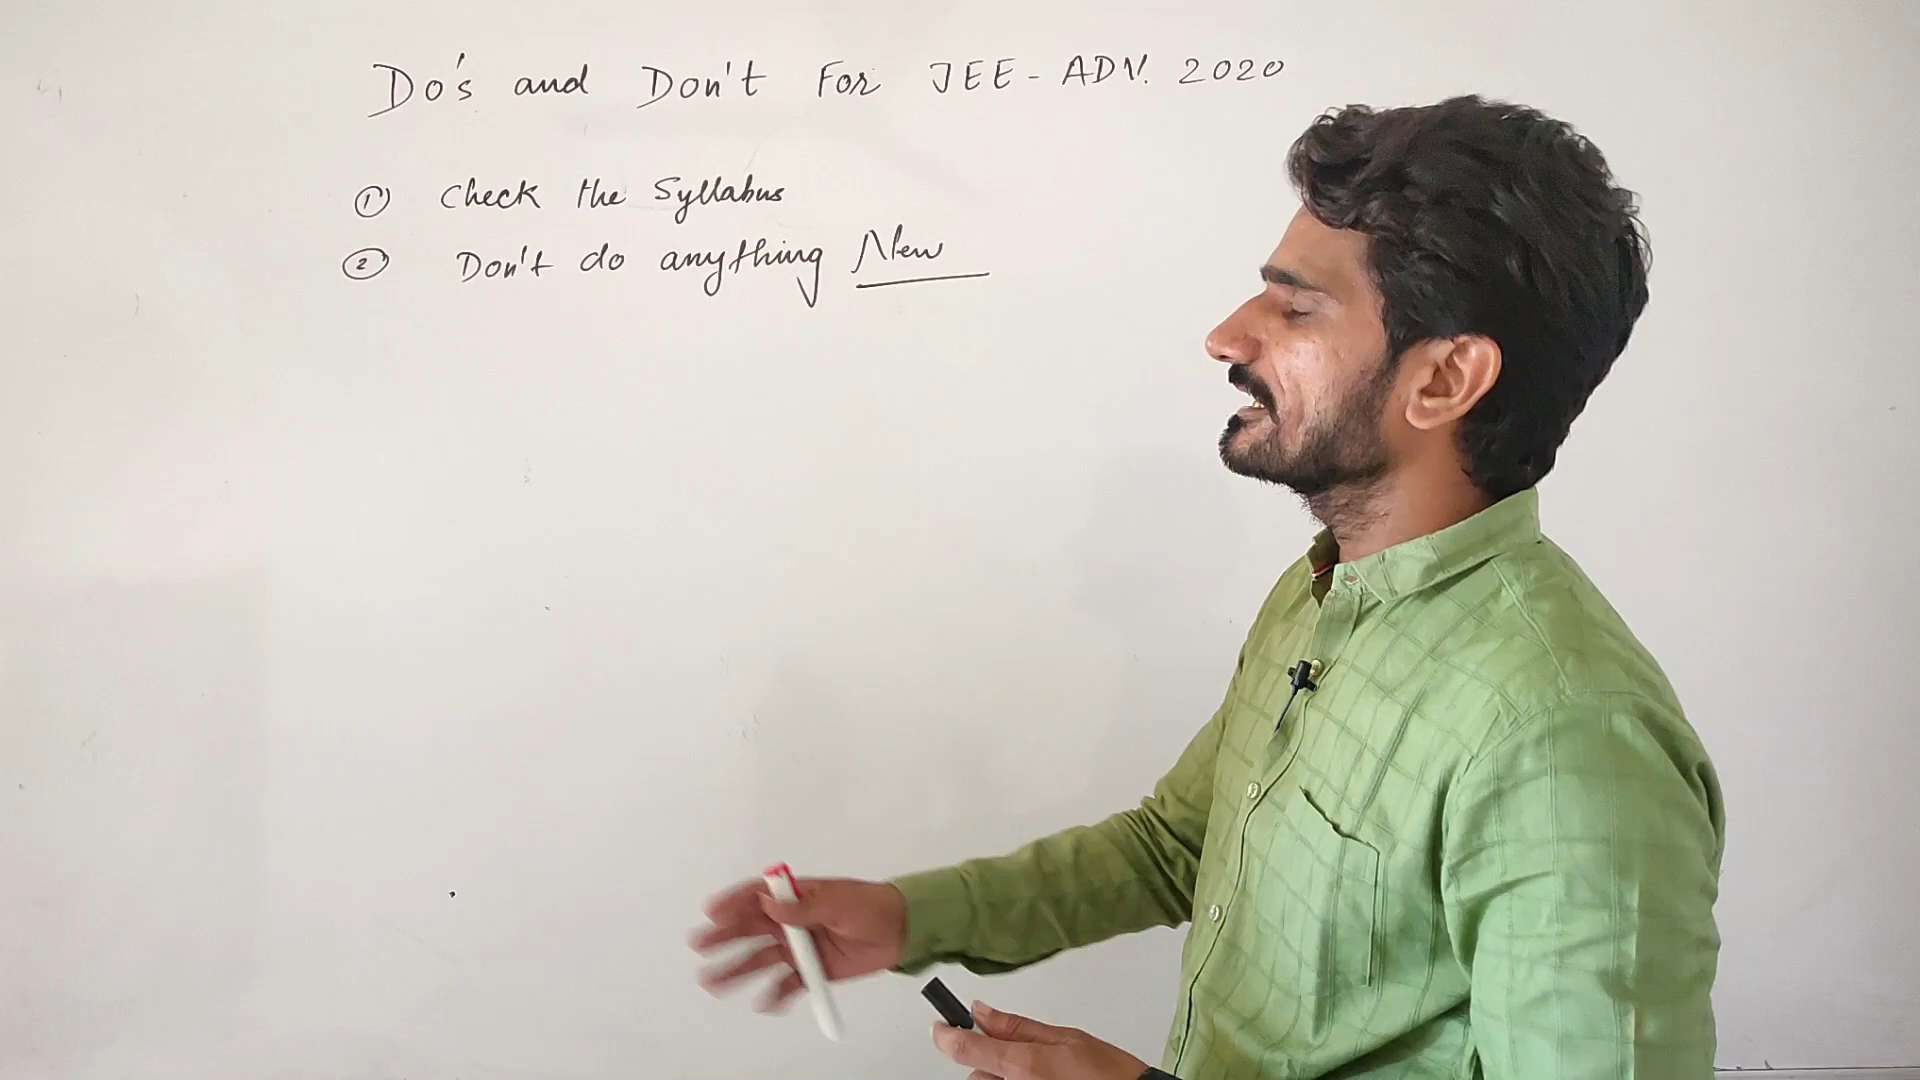 Do's and Don't For JEE - ADV. 2020
① Check the Syllabus
② Don't do anything New